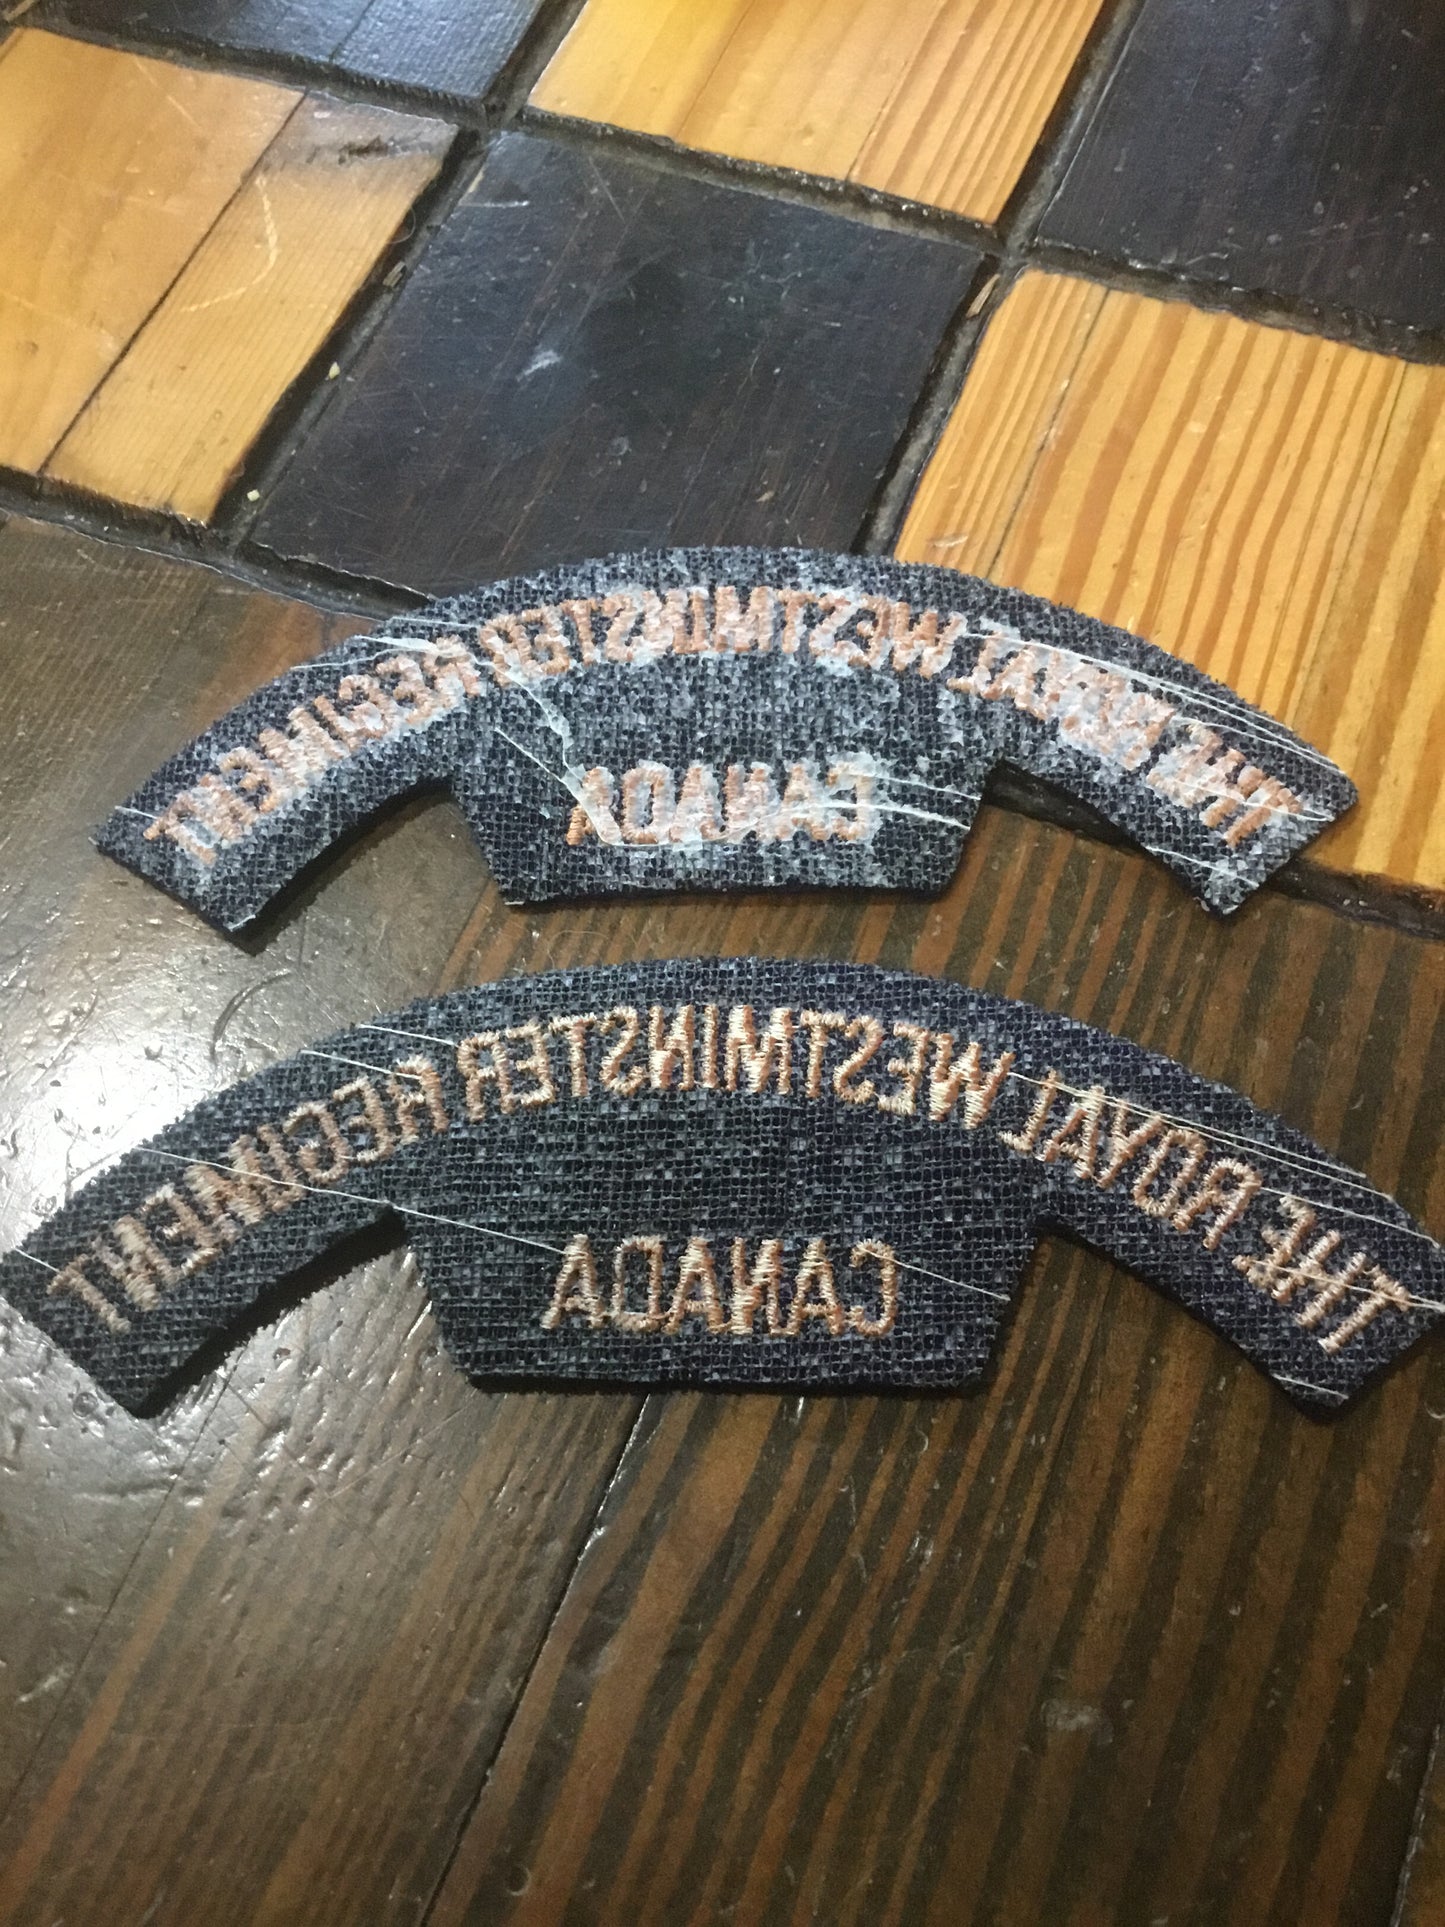 THE ROYAL WESTMINSTER REGIMENT
CANADA
THE ROYAL WESTMINSTER REGIMENT
CANADA